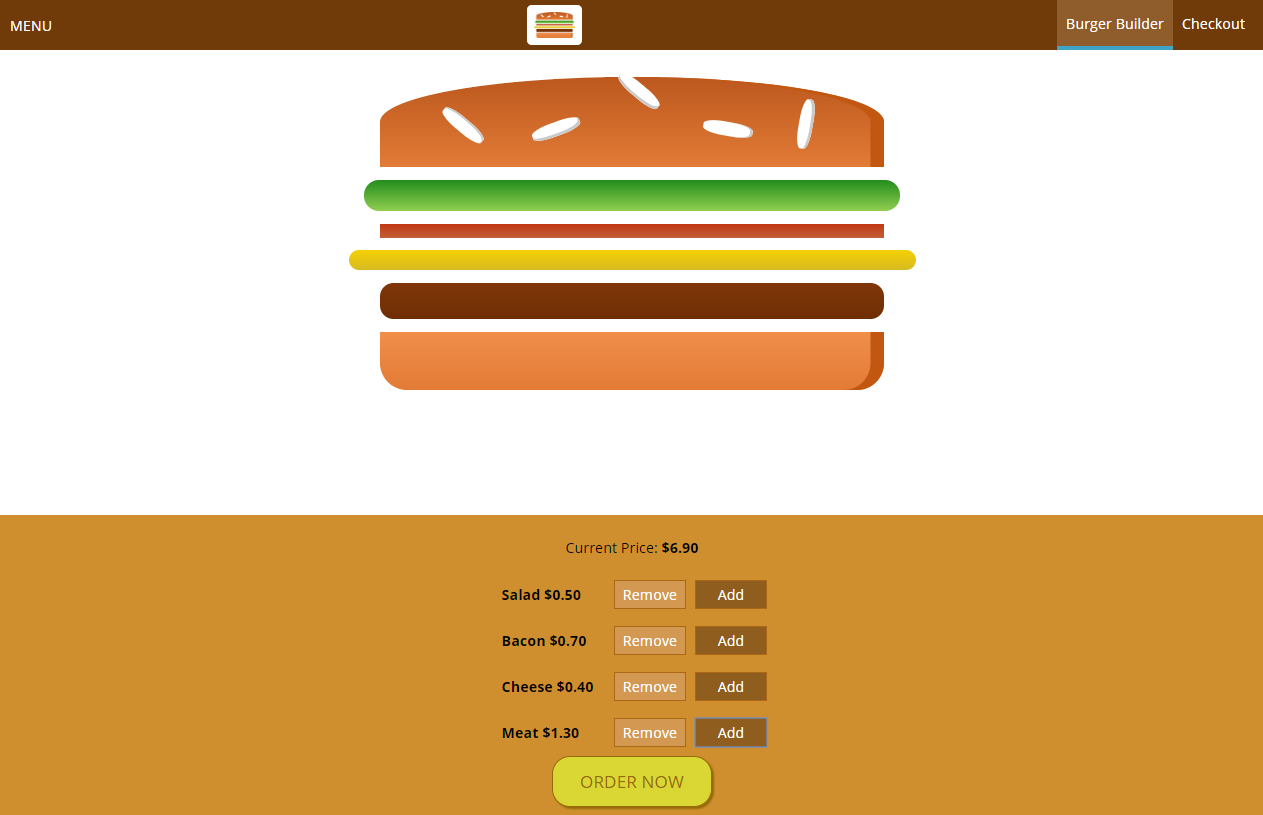 MENU
Burger Builder
Checkout
Current Price: $6.90
Salad $0.50 Remove Add
Bacon $0.70 Remove Add
Cheese $0.40 Remove Add
Meat $1.30 Remove Add
ORDER NOW